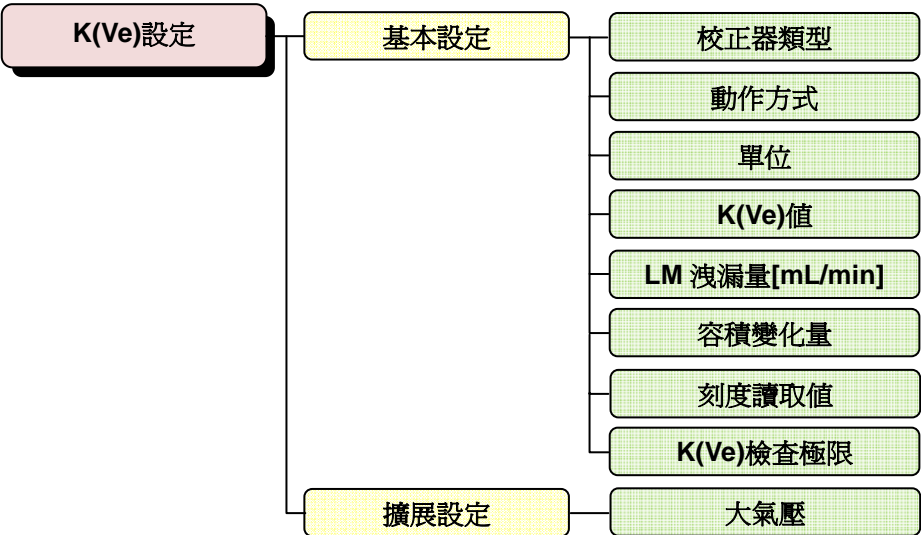 K(Ve)設定
基本設定
校正器類型
動作方式
單位
K(Ve)值
LM 洩漏量[mL/min]
容積變化量
刻度讀取值
K(Ve)檢查極限
擴展設定
大氣壓